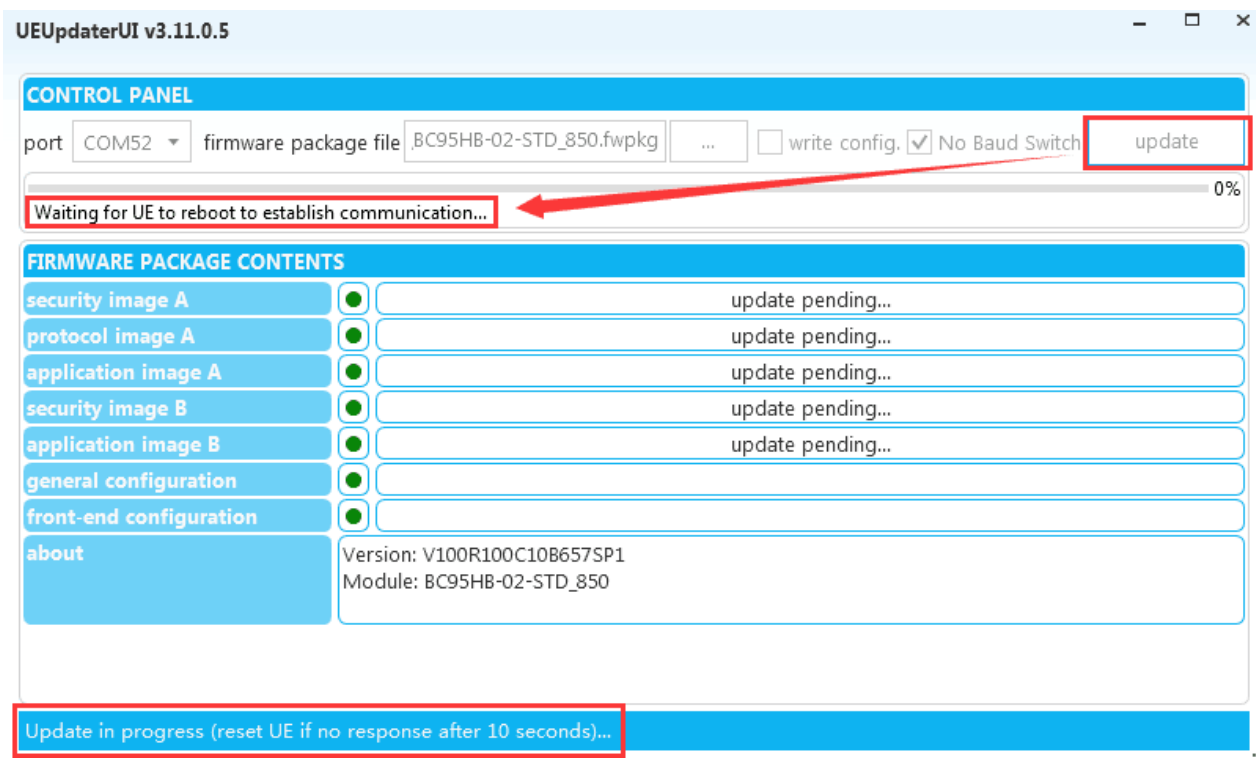 UEUpdaterUI v3.11.0.5
CONTROL PANEL
port COM52 firmware package file BC95HB-02-STD_850.fwpkg ... write config. No Baud Switch update
0%
Waiting for UE to reboot to establish communication...
FIRMWARE PACKAGE CONTENTS
security image A update pending...
protocol image A update pending...
application image A update pending...
security image B update pending...
application image B update pending...
general configuration
front-end configuration
about Version: V100R100C10B657SP1
Module: BC95HB-02-STD_850
Update in progress (reset UE if no response after 10 seconds)...